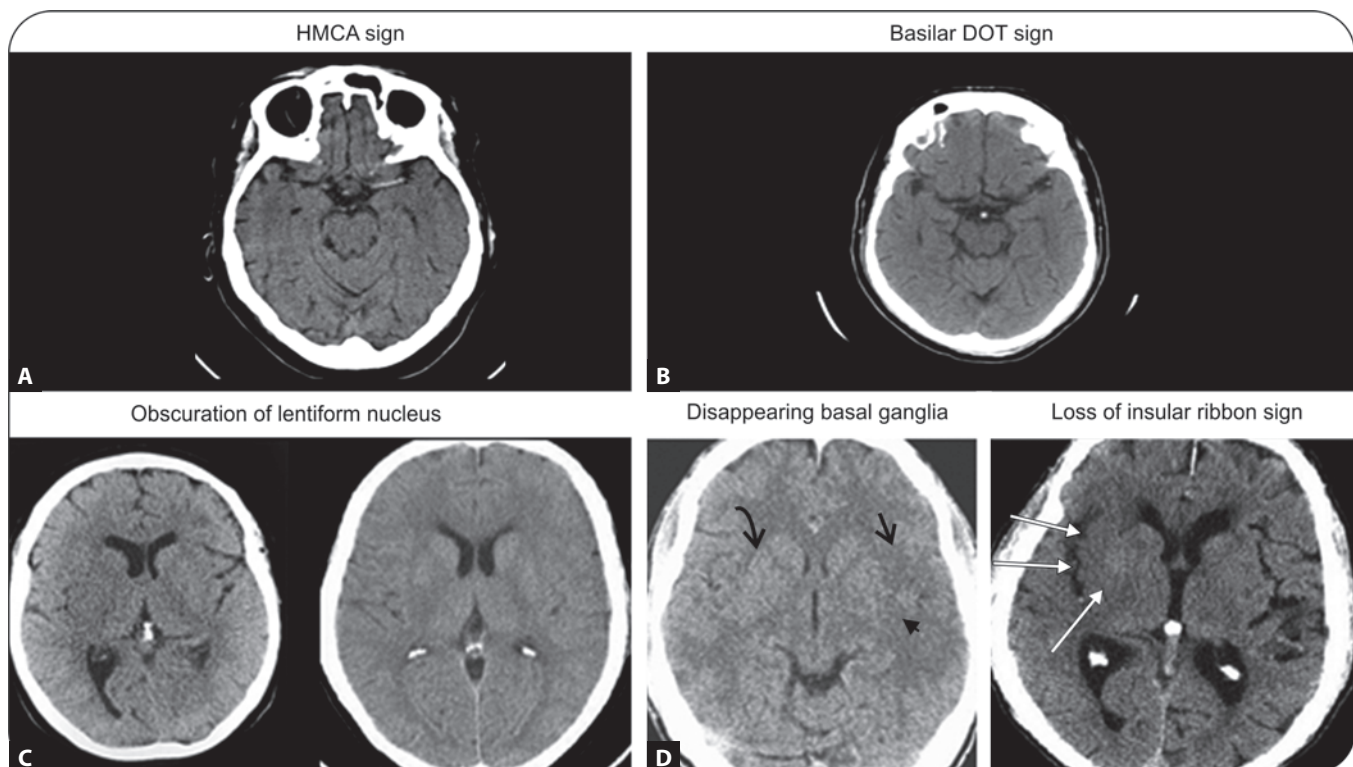 HMCA sign
Basilar DOT sign
A
B
Obscuration of lentiform nucleus
Disappearing basal ganglia
Loss of insular ribbon sign
C
D